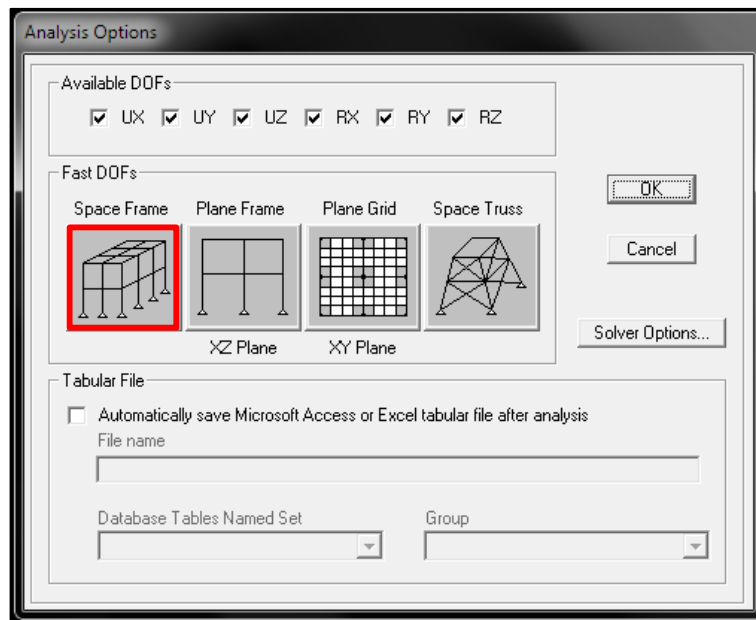 Analysis Options
Available DOFs
UX UY UZ RX RY RZ
Fast DOFs
Space Frame Plane Frame Plane Grid Space Truss
XZ Plane XY Plane
OK
Cancel
Solver Options...
Tabular File
Automatically save Microsoft Access or Excel tabular file after analysis
File name
Database Tables Named Set Group